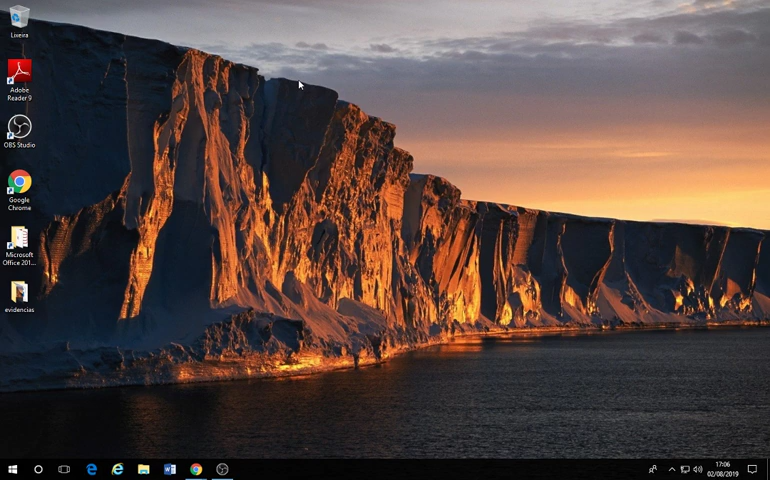 Lixeira
Adobe
Reader 9
OBS Studio
Google
Chrome
Microsoft
Office 201...
evidencias
17:06
02/08/2019